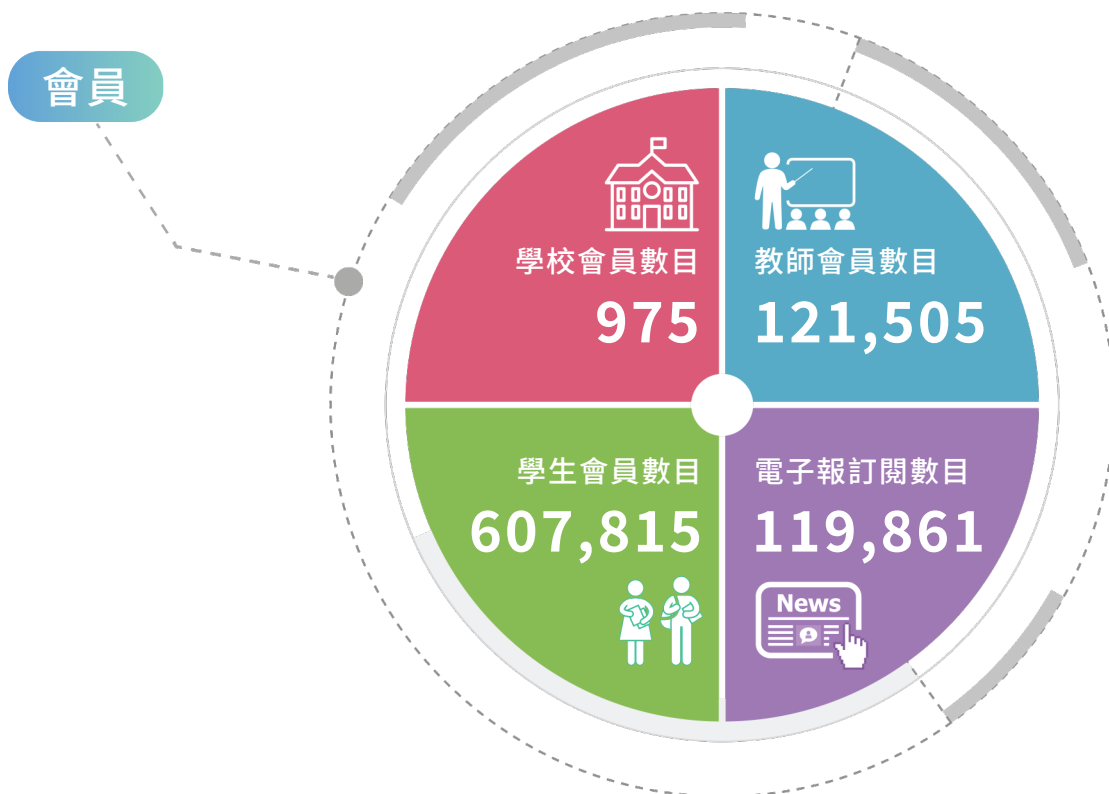 會員
學校會員數目
975
教師會員數目
121,505
學生會員數目
607,815
電子報訂閱數目
119,861
News